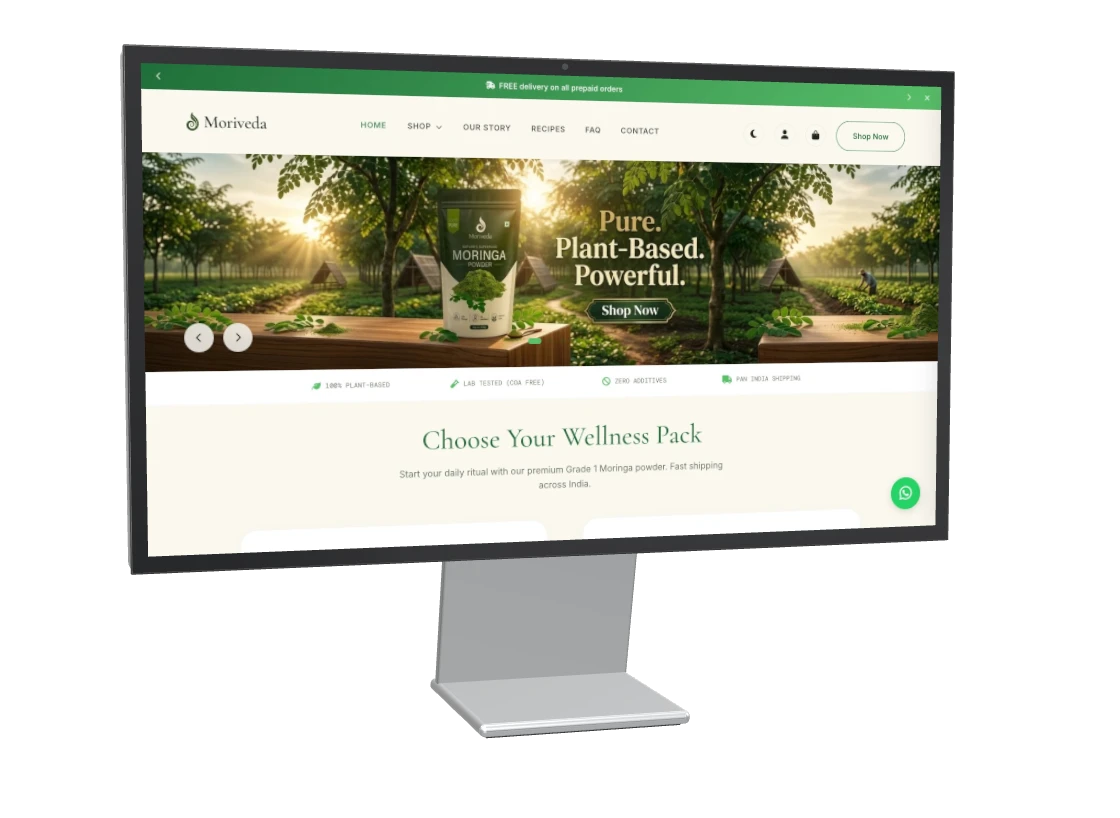 FREE delivery on all prepaid orders
Moriveda
HOME
SHOP
OUR STORY
RECIPES
FAQ
CONTACT
Shop Now
Moriveda
MORINGA
POWDER
Pure.
Plant-Based.
Powerful.
Shop Now
100% PLANT-BASED
LAB TESTED (COA FREE)
ZERO ADDITIVES
PAN INDIA SHIPPING
Choose Your Wellness Pack
Start your daily ritual with our premium Grade 1 Moringa powder. Fast shipping
across India.